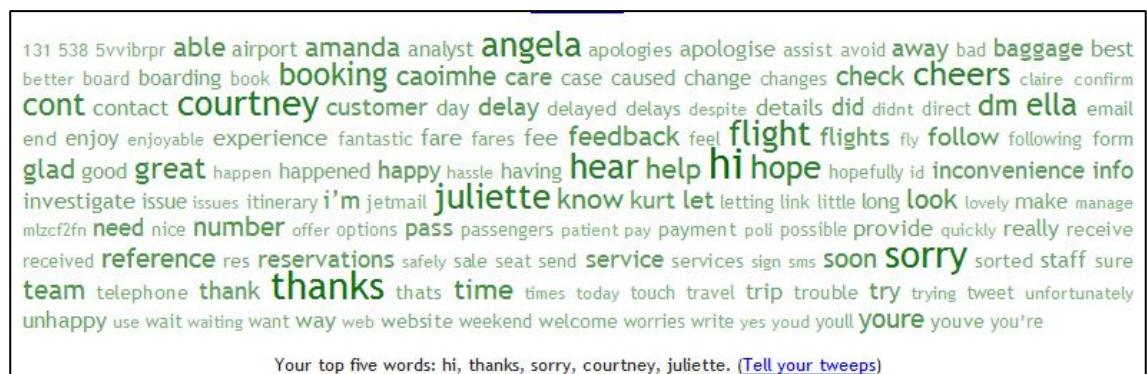 131 538 5vvibrpr able airport amanda analyst angela apologies apologise assist avoid away bad baggage best
better board boarding book booking caoimhe care case caused change changes check cheers claire confirm
cont contact courtney customer day delay delayed delays despite details did didnt direct dm ella email
end enjoy enjoyable experience fantastic fare fares fee feedback feel flight flights fly follow following form
glad good great happen happened happy hassle having hear help hi hope hopefully id inconvenience info
investigate issue issues itinerary i'm jetmail juliette know kurt let letting link little long look lovely make manage
mlzcf2fn need nice number offer options pass passengers patient pay payment poli possible provide quickly really receive
received reference res reservations safely sale seat send service services sign sms soon sorry sorted staff sure
team telephone thank thanks thats time times today touch travel trip trouble try trying tweet unfortunately
unhappy use wait waiting want way web website weekend welcome worries write yes youd youll youre youve you're
Your top five words: hi, thanks, sorry, courtney, juliette. (Tell your tweeps)